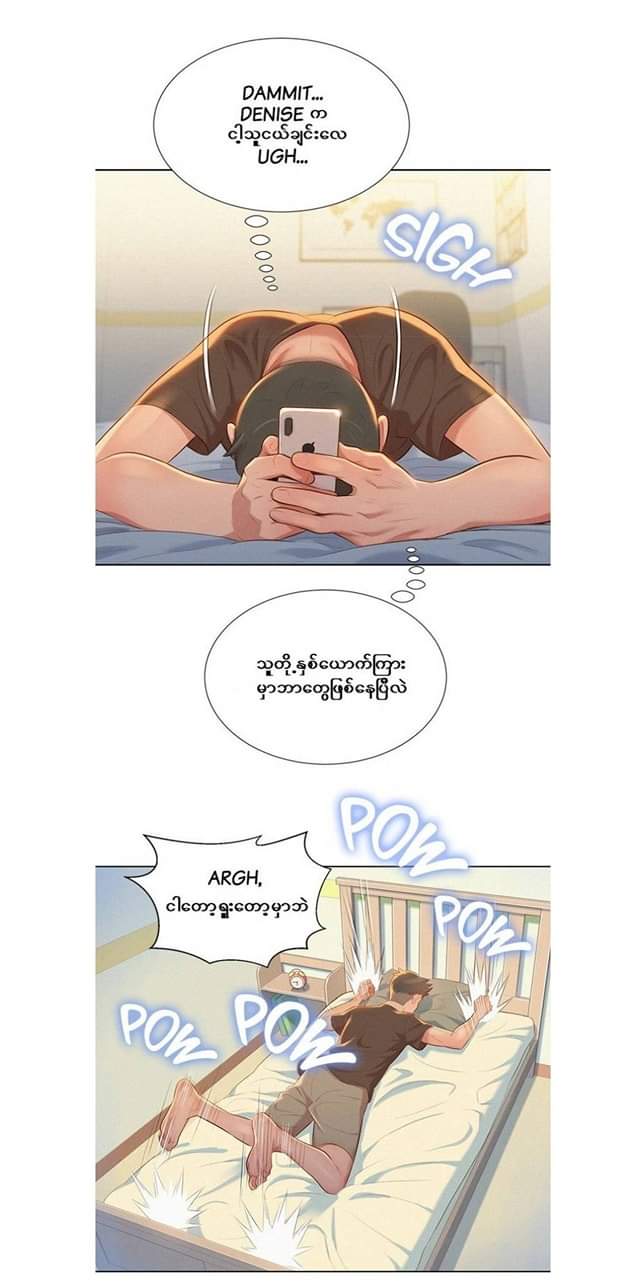 DAMMIT...
DENISE က
ငါ့သူငယ်ချင်းလေ
UGH...
SIGH
သူတို့နှစ်ယောက်ကြား
မှာဘာတွေဖြစ်နေပြီလဲ
POW
ARGH,
ငါတော့ရူးတော့မှာဘဲ
POW
POW
POW